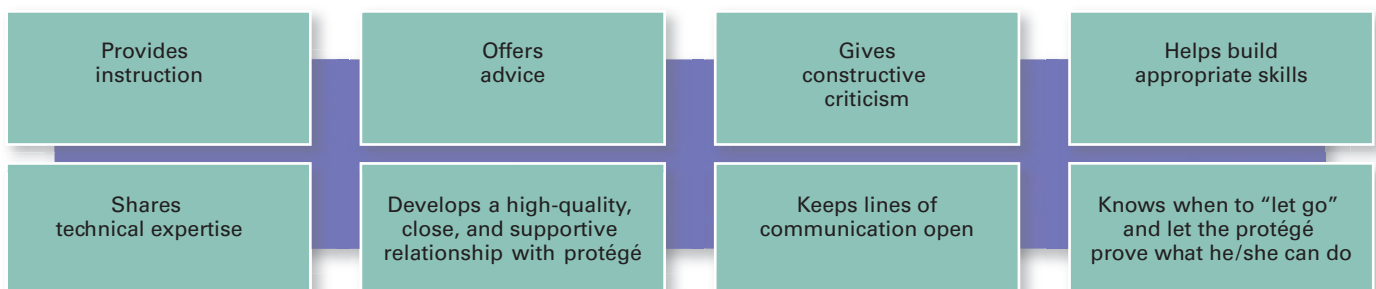 Provides
instruction
Offers
advice
Gives
constructive
criticism
Helps build
appropriate skills
Shares
technical expertise
Develops a high-quality,
close, and supportive
relationship with protégé
Keeps lines of
communication open
Knows when to “let go”
and let the protégé
prove what he/she can do